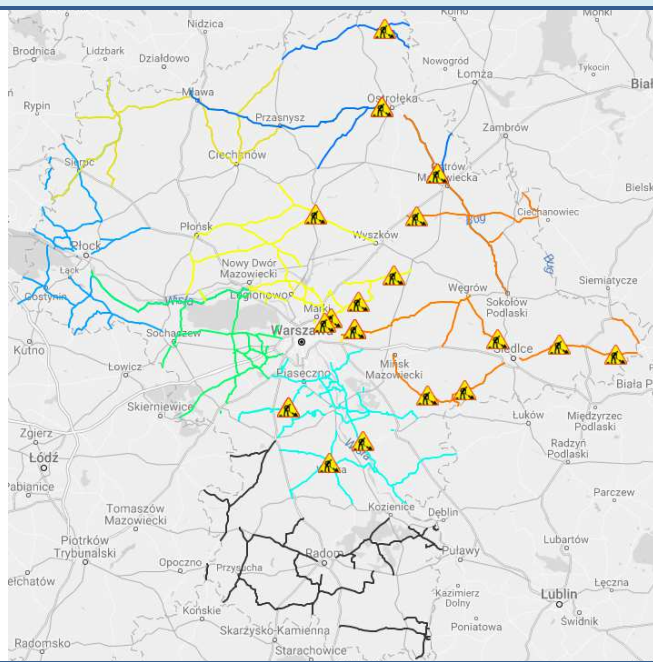 Nidzica
Kolno
Mońki
Brodnica
Lidzbark
Działdowo
Nowogród
Łomża
Tykocin
Rypin
Mława
Ostrołęka
Przasnysz
Zambrów
Sierpc
Ciechanów
Mazowiecka
Bielsk
Ciechanowiec
Płońsk
Wyszków
Bug
Płock
Łąck
Nowy Dwór
Mazowiecki
Węgrów
Siemiatycze
Gostynin
Wisła
Legionowo
Sokołów
Podlaski
Marki
Sochaczew
Warszawa
Kutno
Łowicz
Mińsk
Mazowiecki
Siedlce
Piaseczno
Biała P
Skierniewice
Łuków
Międzyrzec
Podlaski
Zgierz
Łódź
Radzyń
Podlaski
Pabianice
Parczew
Tomaszów
Mazowiecki
Kozienice
Dęblin
Piotrków
Trybunalski
Opoczno
Przysucha
Radom
Puławy
Lubartów
Łęczna
Kazimierz
Dolny
Lublin
Końskie
Poniatowa
Świdnik
Radomsko
Skarżysko-Kamienna
Starachowice